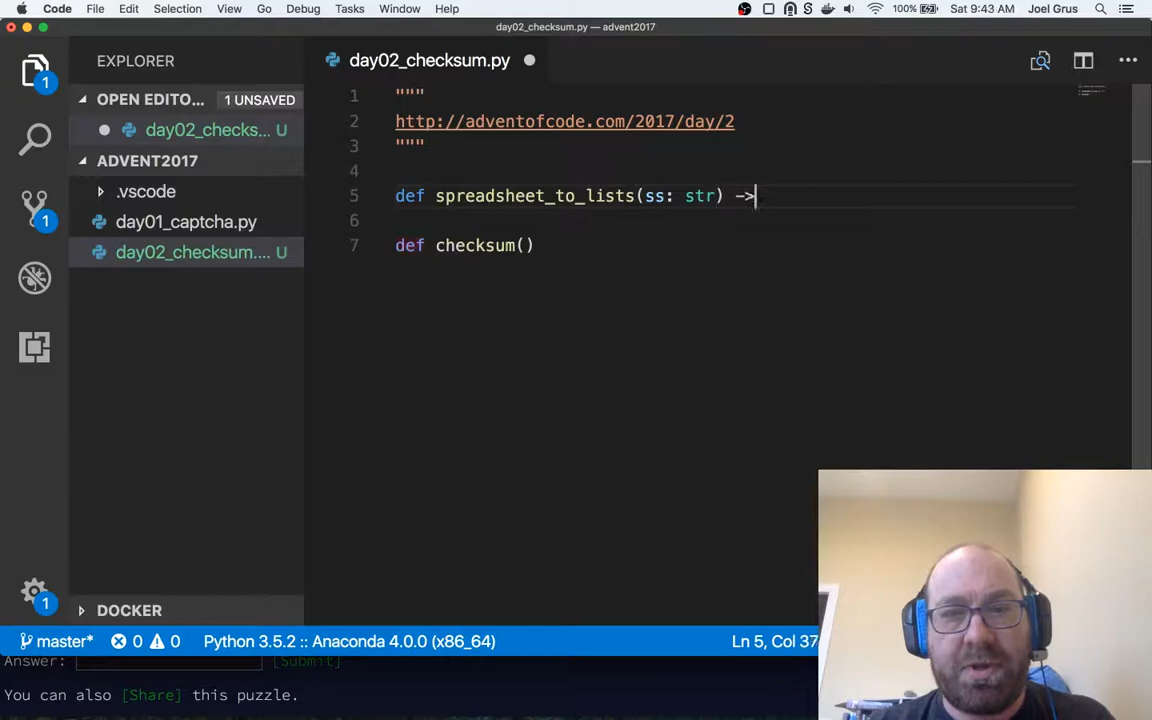 Code File Edit Selection View Go Debug Tasks Window Help 100% Sat 9:43 AM Joel Grus
day02_checksum.py — advent2017
EXPLORER
day02_checksum.py
OPEN EDITO... 1 UNSAVED
day02_checks... U
ADVENT2017
.vscode
day01_captcha.py
day02_checksum.... U
DOCKER
1
1
1
1 """
2 http://adventofcode.com/2017/day/2
3 """
4
5 def spreadsheet_to_lists(ss: str) ->
6
7 def checksum()
master* 0 0 Python 3.5.2 :: Anaconda 4.0.0 (x86_64) Ln 5, Col 37
Answer: [Submit]
You can also [Share] this puzzle.